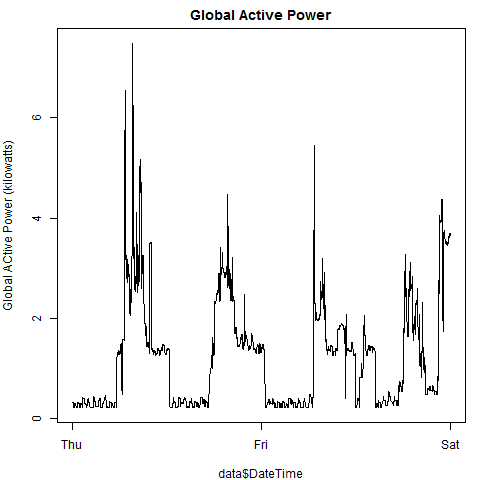 Global Active Power
Global ACtive Power (kilowatts)
6
4
2
0
Thu Fri Sat
data$DateTime